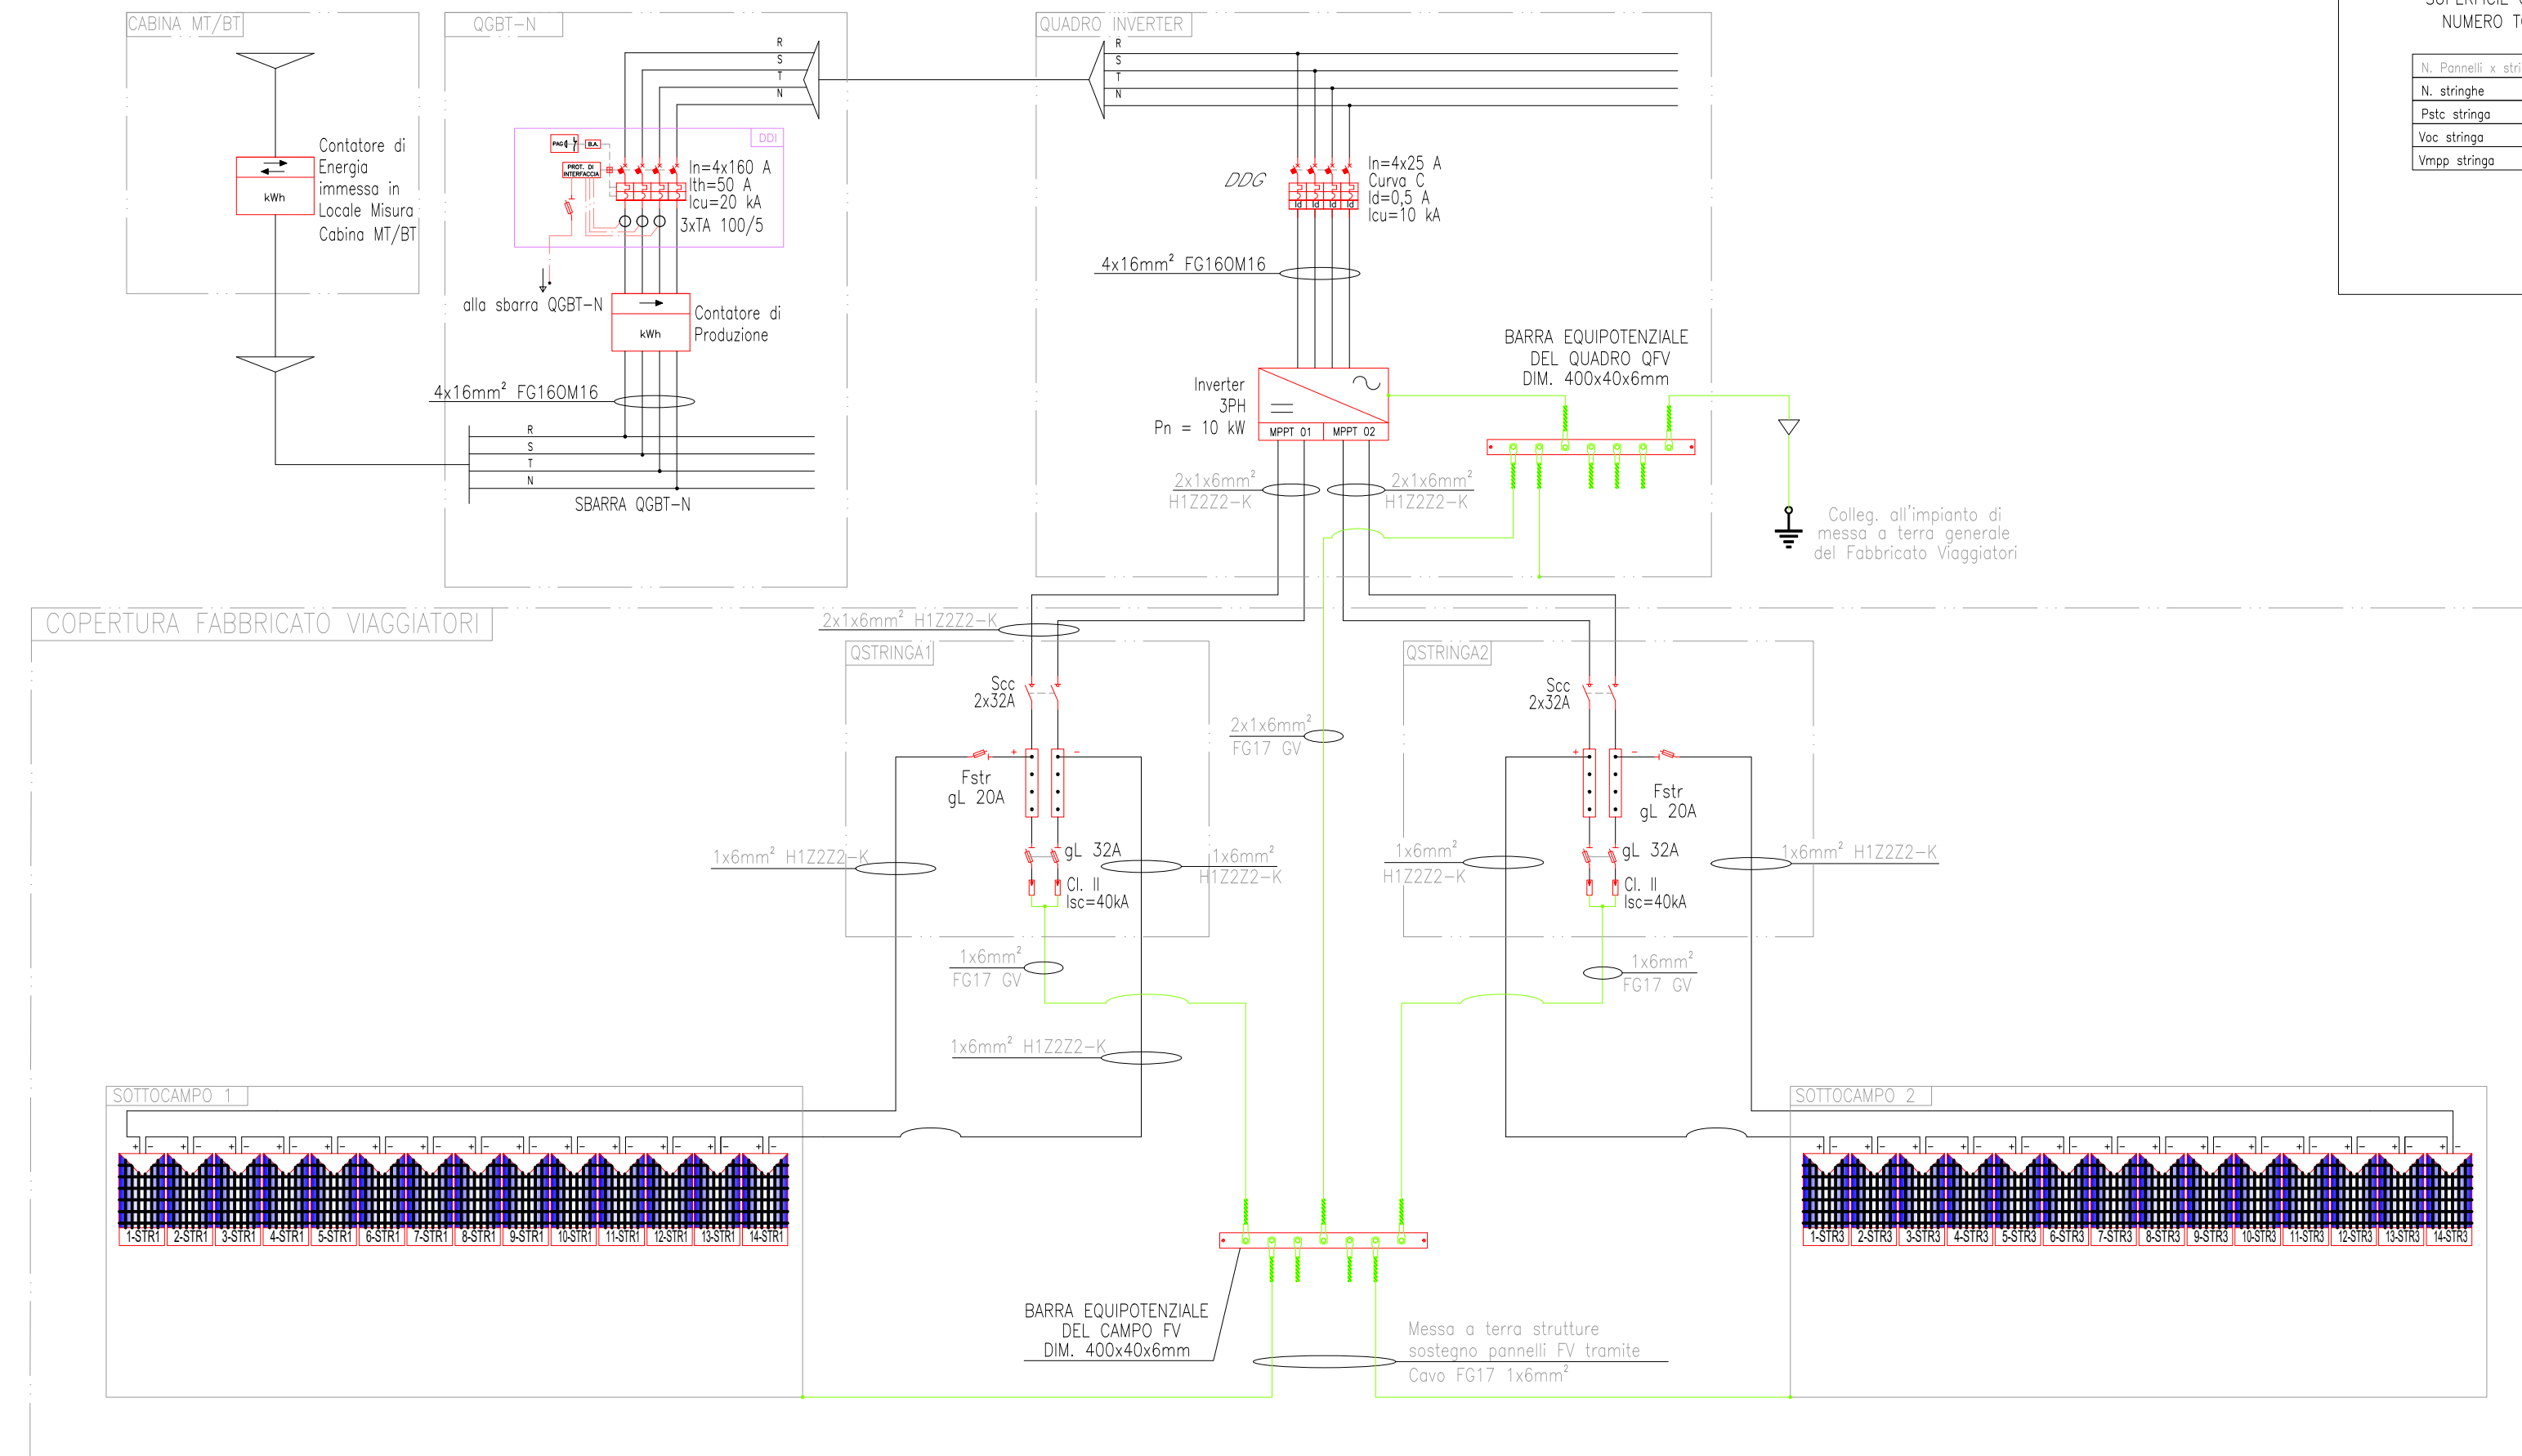 CABINA MT/BT
Contatore di
Energia
immessa in
Locale Misura
Cabina MT/BT
kWh
QGBT-N
R
S
T
N
DDI
PAG
B.A.
PROT. DI
INTERFACCIA
In=4x160 A
Ith=50 A
Icu=20 kA
3xTA 100/5
alla sbarra QGBT-N
kWh
Contatore di
Produzione
4x16mm² FG16OM16
R
S
T
N
SBARRA QGBT-N
QUADRO INVERTER
R
S
T
N
DDG
In=4x25 A
Curva C
Id=0,5 A
Icu=10 kA
Id Id Id Id
4x16mm² FG16OM16
Inverter
3PH
Pn = 10 kW
MPPT 01
MPPT 02
BARRA EQUIPOTENZIALE
DEL QUADRO QFV
DIM. 400x40x6mm
2x1x6mm²
H1Z2Z2-K
2x1x6mm²
H1Z2Z2-K
Colleg. all'impianto di
messa a terra generale
del Fabbricato Viaggiatori
NUMERO
N. Pannelli x
N. stringhe
Pstc stringa
Voc stringa
Vmpp stringa
COPERTURA FABBRICATO VIAGGIATORI
2x1x6mm² H1Z2Z2-K
QSTRINGA1
Scc
2x32A
+
-
Fstr
gL 20A
gL 32A
Cl. II
Isc=40kA
1x6mm² H1Z2Z2-K
1x6mm²
H1Z2Z2-K
1x6mm²
FG17 GV
1x6mm² H1Z2Z2-K
2x1x6mm²
FG17 GV
QSTRINGA2
Scc
2x32A
+
-
Fstr
gL 20A
gL 32A
Cl. II
Isc=40kA
1x6mm²
H1Z2Z2-K
1x6mm² H1Z2Z2-K
1x6mm²
FG17 GV
SOTTOCAMPO 1
+ - + - + - + - + - + - + - + - + - + - + - + - + - + -
1-STR1 2-STR1 3-STR1 4-STR1 5-STR1 6-STR1 7-STR1 8-STR1 9-STR1 10-STR1 11-STR1 12-STR1 13-STR1 14-STR1
SOTTOCAMPO 2
+ - + - + - + - + - + - + - + - + - + - + - + - + - + -
1-STR3 2-STR3 3-STR3 4-STR3 5-STR3 6-STR3 7-STR3 8-STR3 9-STR3 10-STR3 11-STR3 12-STR3 13-STR3 14-STR3
BARRA EQUIPOTENZIALE
DEL CAMPO FV
DIM. 400x40x6mm
Messa a terra strutture
sostegno pannelli FV tramite
Cavo FG17 1x6mm²